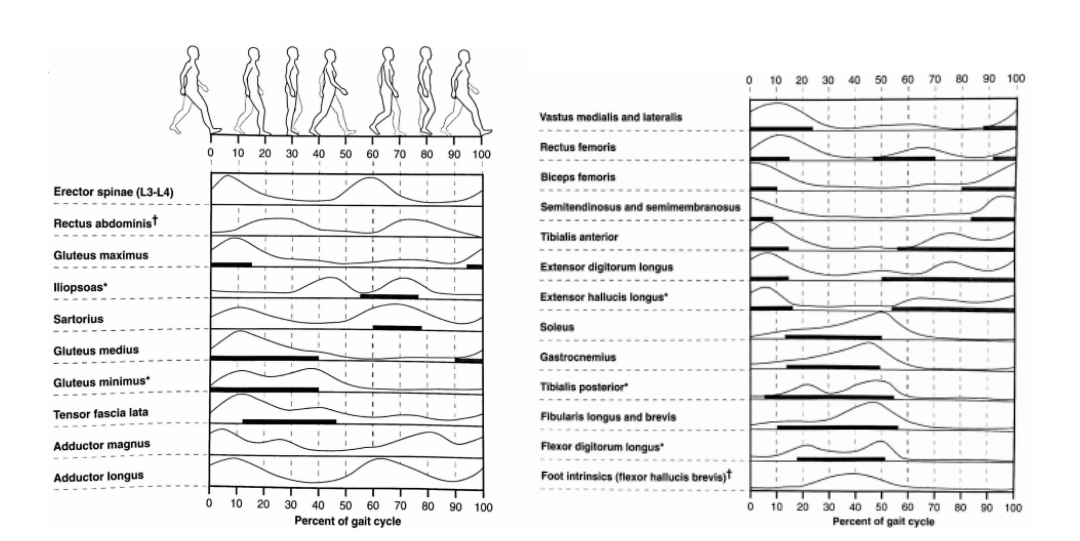 0 10 20 30 40 50 60 70 80 90 100
Erector spinae (L3-L4)
Rectus abdominis†
Gluteus maximus
Iliopsoas*
Sartorius
Gluteus medius
Gluteus minimus*
Tensor fascia lata
Adductor magnus
Adductor longus
0 10 20 30 40 50 60 70 80 90 100
Percent of gait cycle
0 10 20 30 40 50 60 70 80 90 100
Vastus medialis and lateralis
Rectus femoris
Biceps femoris
Semitendinosus and semimembranosus
Tibialis anterior
Extensor digitorum longus
Extensor hallucis longus*
Soleus
Gastrocnemius
Tibialis posterior*
Fibularis longus and brevis
Flexor digitorum longus*
Foot intrinsics (flexor hallucis brevis)†
0 10 20 30 40 50 60 70 80 90 100
Percent of gait cycle